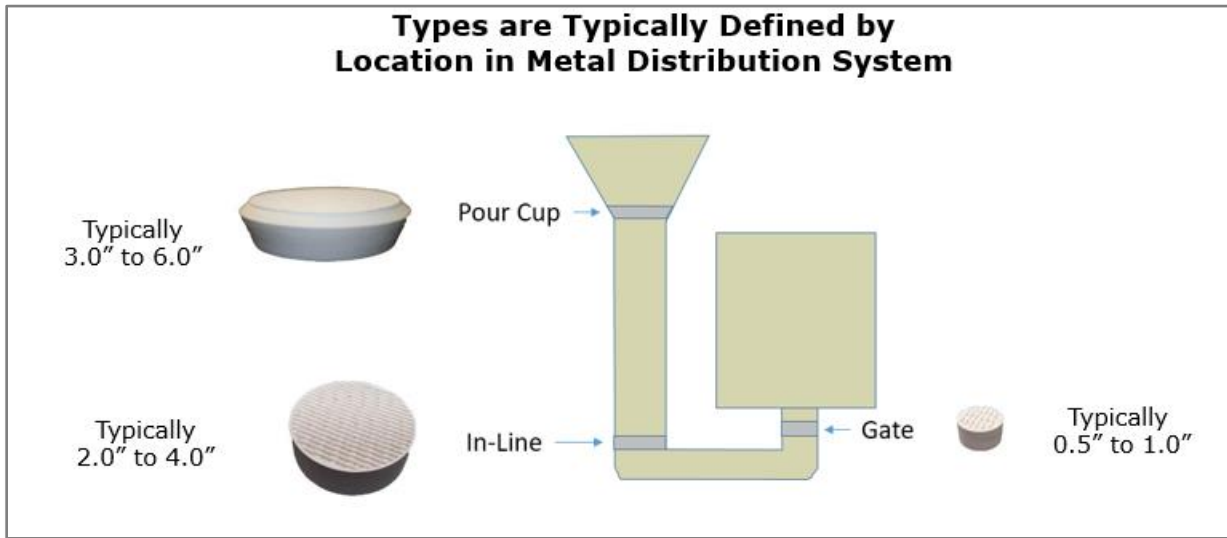 Types are Typically Defined by
Location in Metal Distribution System
Pour Cup
Typically
3.0” to 6.0”
In-Line
Typically
2.0” to 4.0”
Gate
Typically
0.5” to 1.0”